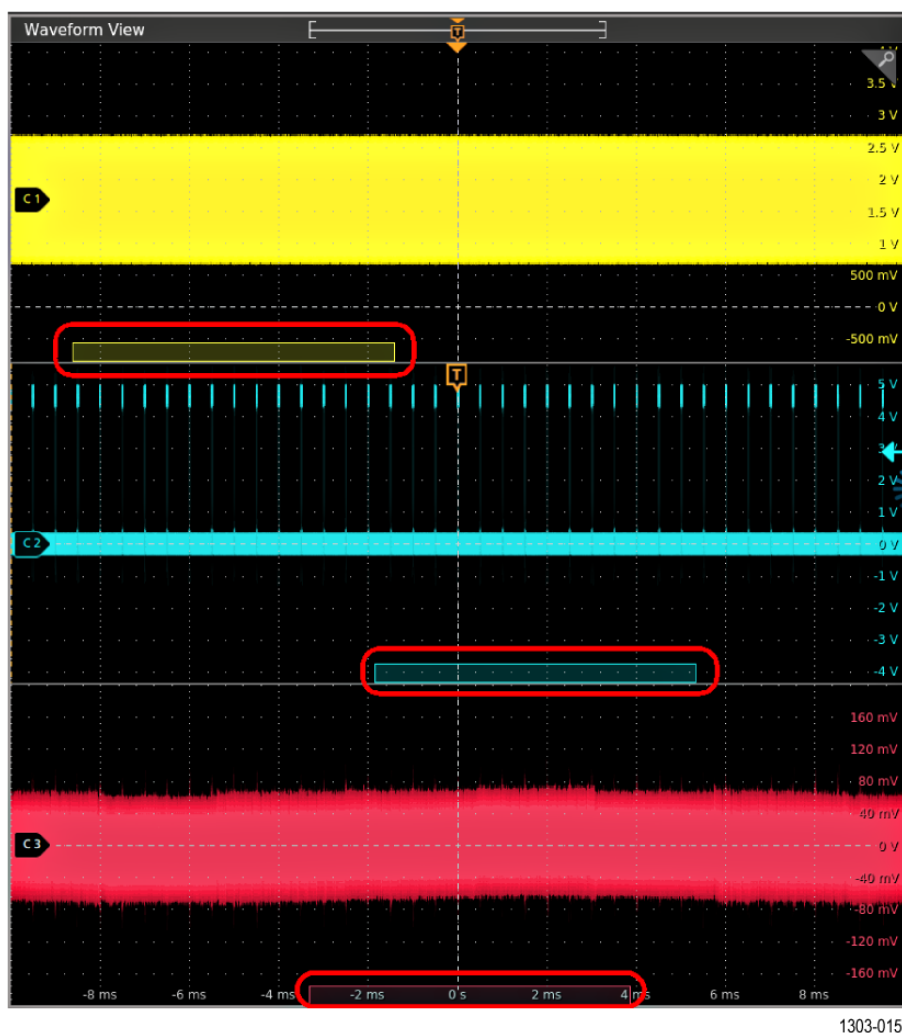 Waveform View
T
3.5 V
3 V
2.5 V
2 V
C 1
1.5 V
1 V
500 mV
0 V
-500 mV
T
5 V
4 V
2 V
1 V
C 2
0 V
-1 V
-2 V
-3 V
-4 V
160 mV
120 mV
80 mV
40 mV
C 3
0 V
-40 mV
-80 mV
-120 mV
-160 mV
-8 ms -6 ms -4 ms -2 ms 0 s 2 ms 4 ms 6 ms 8 ms
1303-015